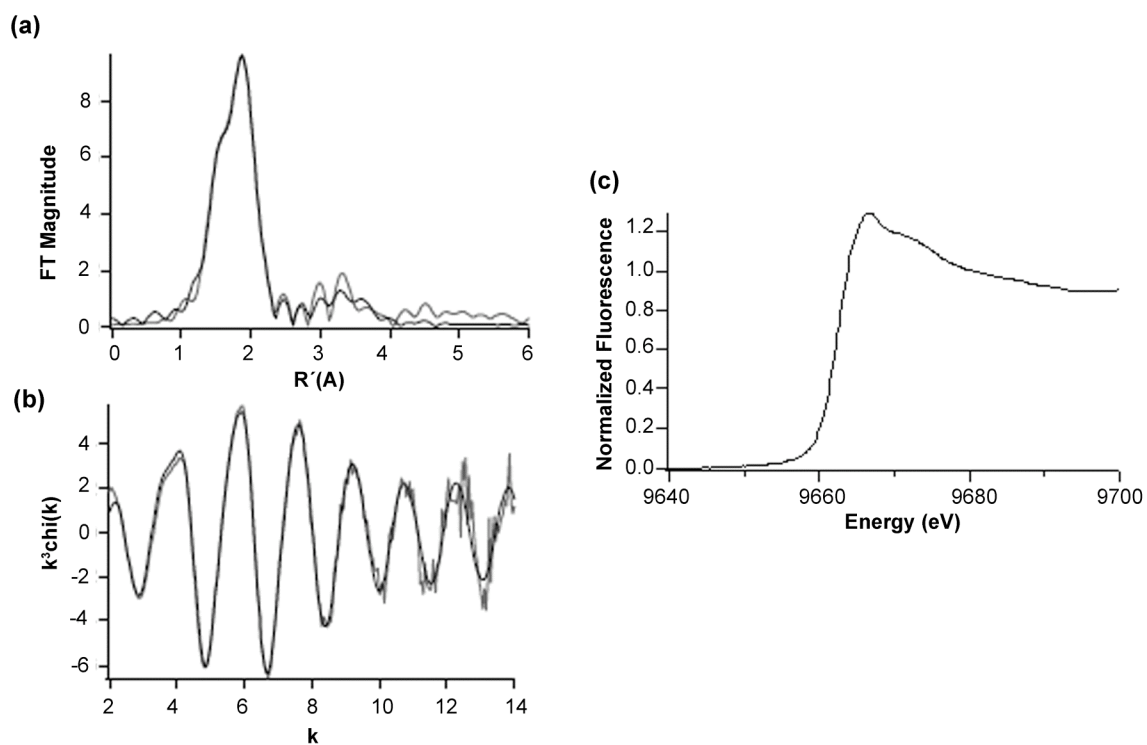 (a)
FT Magnitude
8
6
4
2
0
0 1 2 3 4 5 6
R´(A)
(b)
k³chi(k)
4
2
0
-2
-4
-6
2 4 6 8 10 12 14
k
(c)
Normalized Fluorescence
1.2
1.0
0.8
0.6
0.4
0.2
0.0
9640 9660 9680 9700
Energy (eV)